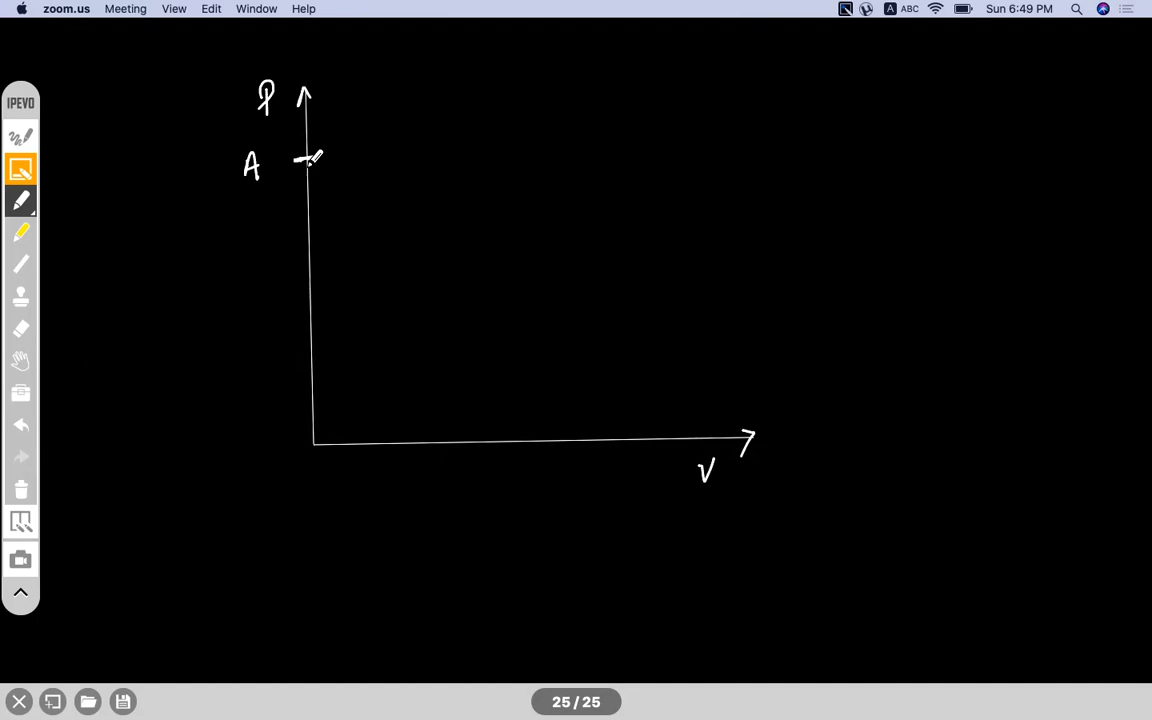 zoom.us Meeting View Edit Window Help A ABC Sun 6:49 PM
IPEVO
P
A
V
25 / 25